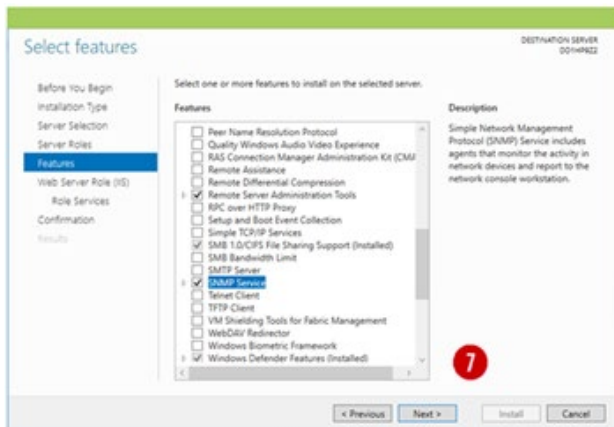 Select features
DESTINATION SERVER
Before You Begin
Installation Type
Server Selection
Server Roles
Features
Web Server Role (IIS)
Role Services
Confirmation
Results
Select one or more features to install on the selected server.
Features
Peer Name Resolution Protocol
Quality Windows Audio Video Experience
RAS Connection Manager Administration Kit (CMA
Remote Assistance
Remote Differential Compression
Remote Server Administration Tools
RPC over HTTP Proxy
Setup and Boot Event Collection
Simple TCP/IP Services
SMB 1.0/CIFS File Sharing Support (Installed)
SMB Bandwidth Limit
SMTP Server
SNMP Service
Telnet Client
TFTP Client
VM Shielding Tools for Fabric Management
WebDAV Redirector
Windows Biometric Framework
Windows Defender Features (Installed)
Description
Simple Network Management
Protocol (SNMP) Service includes
agents that monitor the activity in
network devices and report to the
network console workstation.
7
< Previous
Next >
Install
Cancel